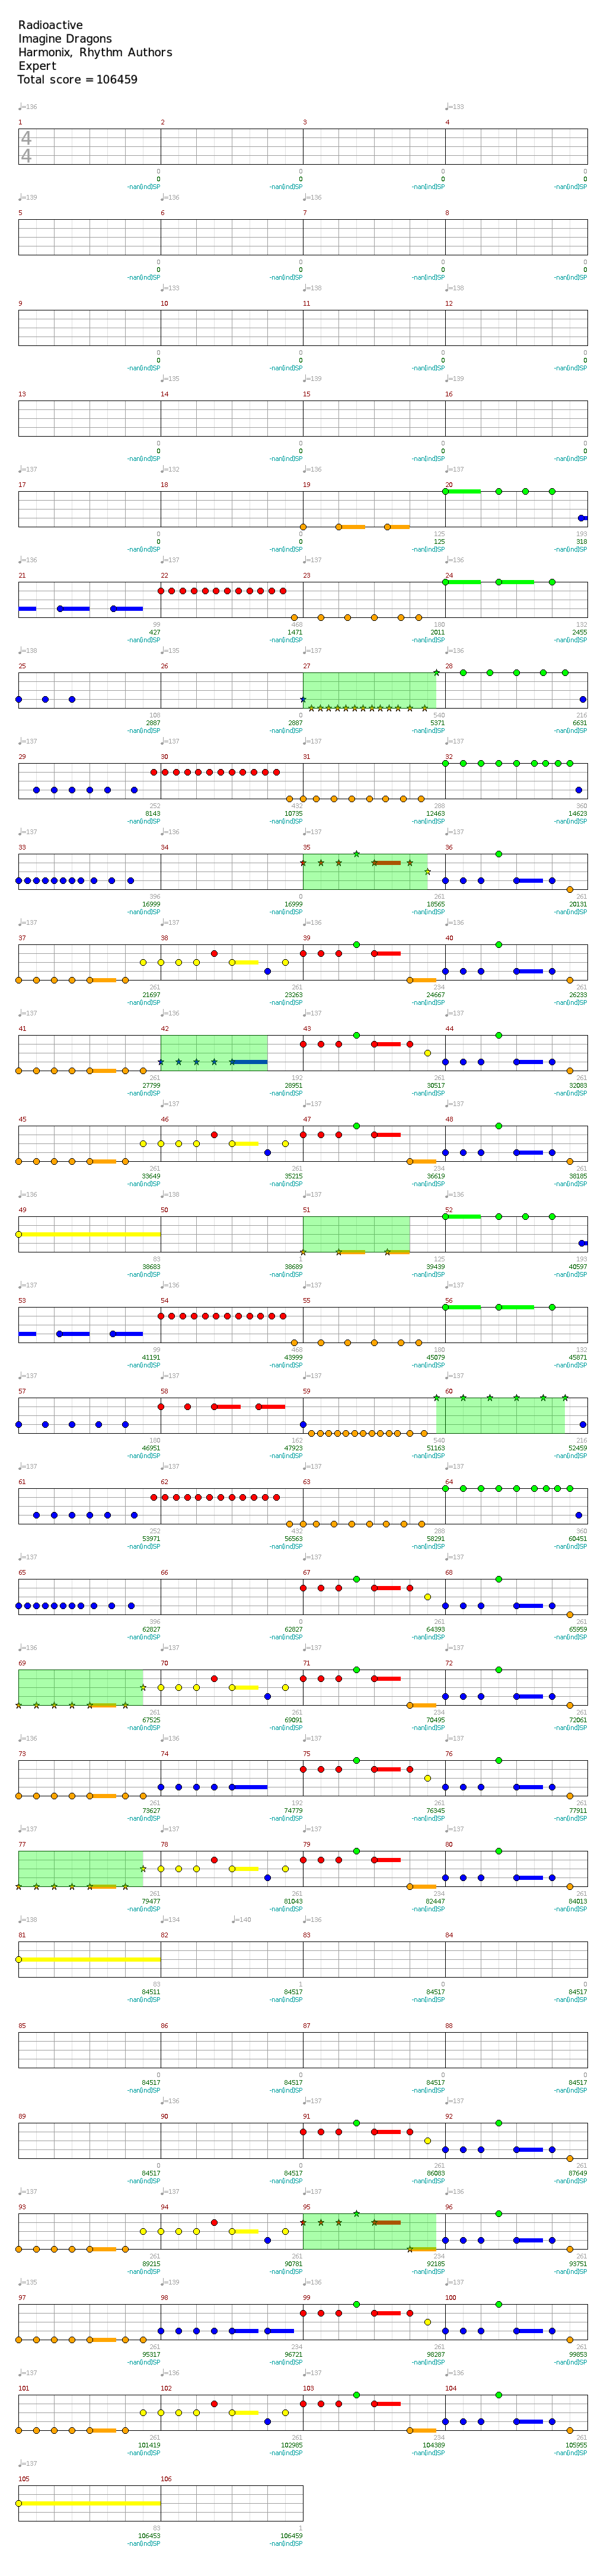 Radioactive
Imagine Dragons
Harmonix, Rhythm Authors
Expert
Total score = 106459
♩=136 ♩=133
1 2 3 4
4
4
0 0 0 0
0 0 0 0
-nan(ind)SP -nan(ind)SP -nan(ind)SP -nan(ind)SP
♩=139 ♩=136 ♩=136
5 6 7 8
0 0 0 0
0 0 0 0
-nan(ind)SP -nan(ind)SP -nan(ind)SP -nan(ind)SP
♩=133 ♩=138 ♩=138
9 10 11 12
0 0 0 0
0 0 0 0
-nan(ind)SP -nan(ind)SP -nan(ind)SP -nan(ind)SP
♩=135 ♩=139 ♩=139
13 14 15 16
0 0 0 0
0 0 0 0
-nan(ind)SP -nan(ind)SP -nan(ind)SP -nan(ind)SP
♩=137 ♩=132 ♩=136 ♩=137
17 18 19 20
0 0 125 193
0 0 125 318
-nan(ind)SP -nan(ind)SP -nan(ind)SP -nan(ind)SP
♩=136 ♩=137 ♩=137
21 22 23 24
99 468 180 132
427 1471 2011 2455
-nan(ind)SP -nan(ind)SP -nan(ind)SP -nan(ind)SP
♩=138 ♩=135 ♩=136 ♩=137
25 26 27 28
108 0 540 216
2887 2887 5371 6631
-nan(ind)SP -nan(ind)SP -nan(ind)SP -nan(ind)SP
♩=137 ♩=137 ♩=137 ♩=137
29 30 31 32
252 432 288 360
8143 10735 12463 14623
-nan(ind)SP -nan(ind)SP -nan(ind)SP -nan(ind)SP
♩=137 ♩=136 ♩=137 ♩=136
33 34 35 36
396 0 261 261
16999 16999 18565 20131
-nan(ind)SP -nan(ind)SP -nan(ind)SP -nan(ind)SP
♩=137 ♩=137 ♩=136 ♩=136
37 38 39 40
261 261 234 261
21697 23263 24667 26233
-nan(ind)SP -nan(ind)SP -nan(ind)SP -nan(ind)SP
♩=137 ♩=136 ♩=137
41 42 43 44
261 192 261 261
27799 28951 30517 32083
-nan(ind)SP -nan(ind)SP -nan(ind)SP -nan(ind)SP
♩=137 ♩=137 ♩=137
45 46 47 48
261 261 234 261
33649 35215 36619 38185
-nan(ind)SP -nan(ind)SP -nan(ind)SP -nan(ind)SP
♩=136 ♩=138 ♩=137 ♩=136
49 50 51 52
83 1 125 193
38683 38689 39439 40597
-nan(ind)SP -nan(ind)SP -nan(ind)SP -nan(ind)SP
♩=137 ♩=136 ♩=137 ♩=137
53 54 55 56
99 468 180 132
41191 43999 45079 45871
-nan(ind)SP -nan(ind)SP -nan(ind)SP -nan(ind)SP
♩=137 ♩=137 ♩=137 ♩=137
57 58 59 60
180 162 540 216
46951 47923 51163 52459
-nan(ind)SP -nan(ind)SP -nan(ind)SP -nan(ind)SP
♩=137 ♩=137 ♩=137 ♩=137
61 62 63 64
252 432 288 360
53971 56563 58291 60451
-nan(ind)SP -nan(ind)SP -nan(ind)SP -nan(ind)SP
♩=137 ♩=137 ♩=136
65 66 67 68
396 0 261 261
62827 62827 64393 65959
-nan(ind)SP -nan(ind)SP -nan(ind)SP -nan(ind)SP
♩=136 ♩=137 ♩=137 ♩=136
69 70 71 72
261 261 234 261
67525 69091 70495 72061
-nan(ind)SP -nan(ind)SP -nan(ind)SP -nan(ind)SP
♩=136 ♩=136 ♩=137 ♩=136
73 74 75 76
261 192 261 261
73627 74779 76345 77911
-nan(ind)SP -nan(ind)SP -nan(ind)SP -nan(ind)SP
♩=137 ♩=137 ♩=137 ♩=136
77 78 79 80
261 261 234 261
79477 81043 82447 84013
-nan(ind)SP -nan(ind)SP -nan(ind)SP -nan(ind)SP
♩=138 ♩=134 ♩=140 ♩=136
81 82 83 84
83 1 0 0
84511 84517 84517 84517
-nan(ind)SP -nan(ind)SP -nan(ind)SP -nan(ind)SP
85 86 87 88
0 0 0 0
84517 84517 84517 84517
-nan(ind)SP -nan(ind)SP -nan(ind)SP -nan(ind)SP
♩=136 ♩=137 ♩=137
89 90 91 92
0 0 261 261
84517 84517 86083 87649
-nan(ind)SP -nan(ind)SP -nan(ind)SP -nan(ind)SP
♩=137 ♩=137 ♩=137 ♩=136
93 94 95 96
261 261 234 261
89215 90781 92185 93751
-nan(ind)SP -nan(ind)SP -nan(ind)SP -nan(ind)SP
♩=135 ♩=139 ♩=136 ♩=137
97 98 99 100
261 234 261 261
95317 96721 98287 99853
-nan(ind)SP -nan(ind)SP -nan(ind)SP -nan(ind)SP
♩=137 ♩=136 ♩=137 ♩=136
101 102 103 104
261 261 234 261
101419 102985 104389 105955
-nan(ind)SP -nan(ind)SP -nan(ind)SP -nan(ind)SP
♩=137
105 106
83 1
106453 106459
-nan(ind)SP -nan(ind)SP